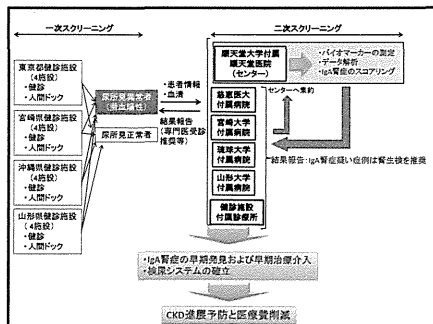 一次スクリーニング
東京都健診施設
(4施設)
・健診
・人間ドック
宮崎県健診施設
(4施設)
・健診
・人間ドック
沖縄県健診施設
(4施設)
・健診
・人間ドック
山形県健診施設
(4施設)
・健診
・人間ドック
尿所見異常者
(潜血陽性)
尿所見正常者
・患者情報
・血清
結果報告
(専門医受診
推奨等)
二次スクリーニング
順天堂大学付属
順天堂医院
(センター)
・バイオマーカーの測定
・データ解析
・IgA腎症のスコアリング
慈恵医大
付属病院
宮崎大学
付属病院
琉球大学
付属病院
山形大学
付属病院
健診施設
付属診療所
センターへ集約
結果報告：IgA腎症疑い症例は腎生検を推奨
・IgA腎症の早期発見および早期治療介入
・検尿システムの確立
CKD進展予防と医療費削減